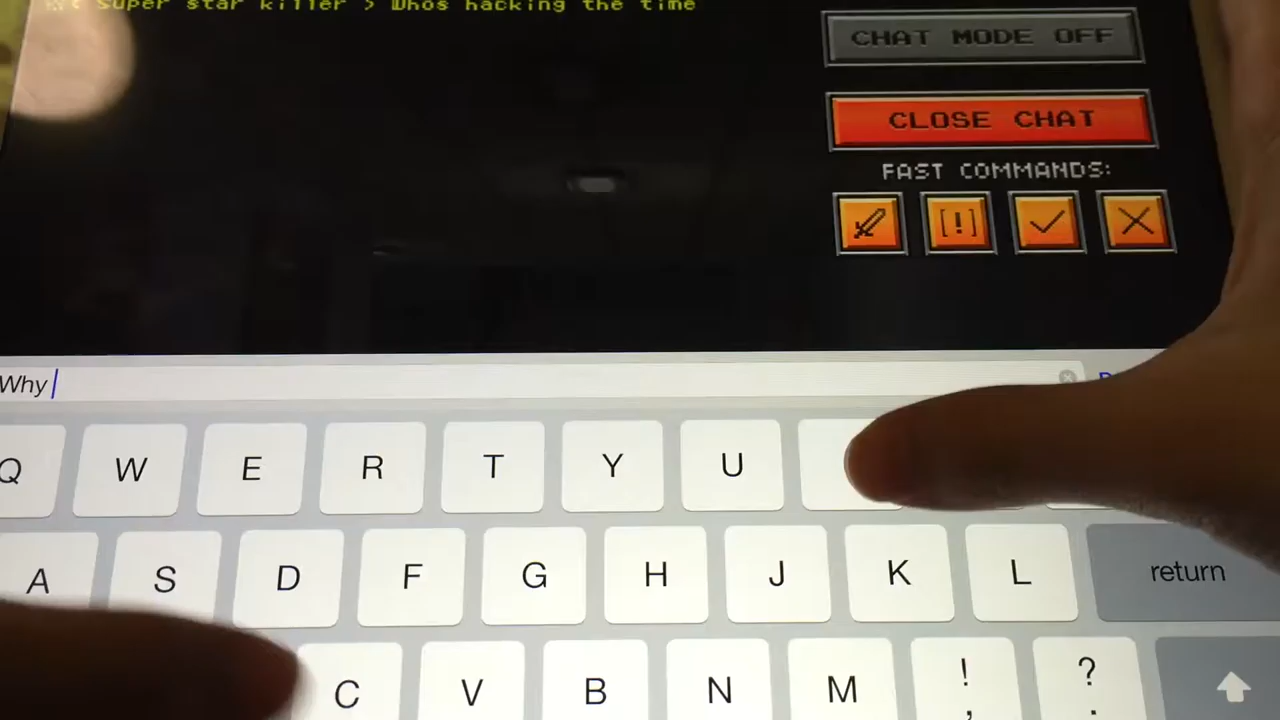 Super star killer > Whos hacking the time
CHAT MODE OFF
CLOSE CHAT
FAST COMMANDS:
[!]
Why
Q W E R T Y U
A S D F G H J K L return
C V B N M ! ?
, .